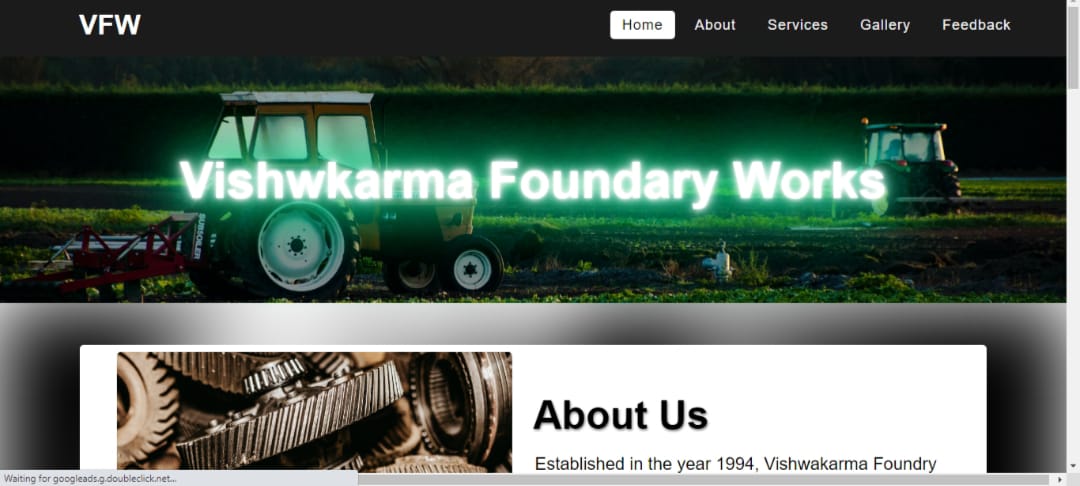 VFW
Home About Services Gallery Feedback
Vishwkarma Foundary Works
SUBSOILER
About Us
Established in the year 1994, Vishwakarma Foundry
Waiting for googleads.g.doubleclick.net...